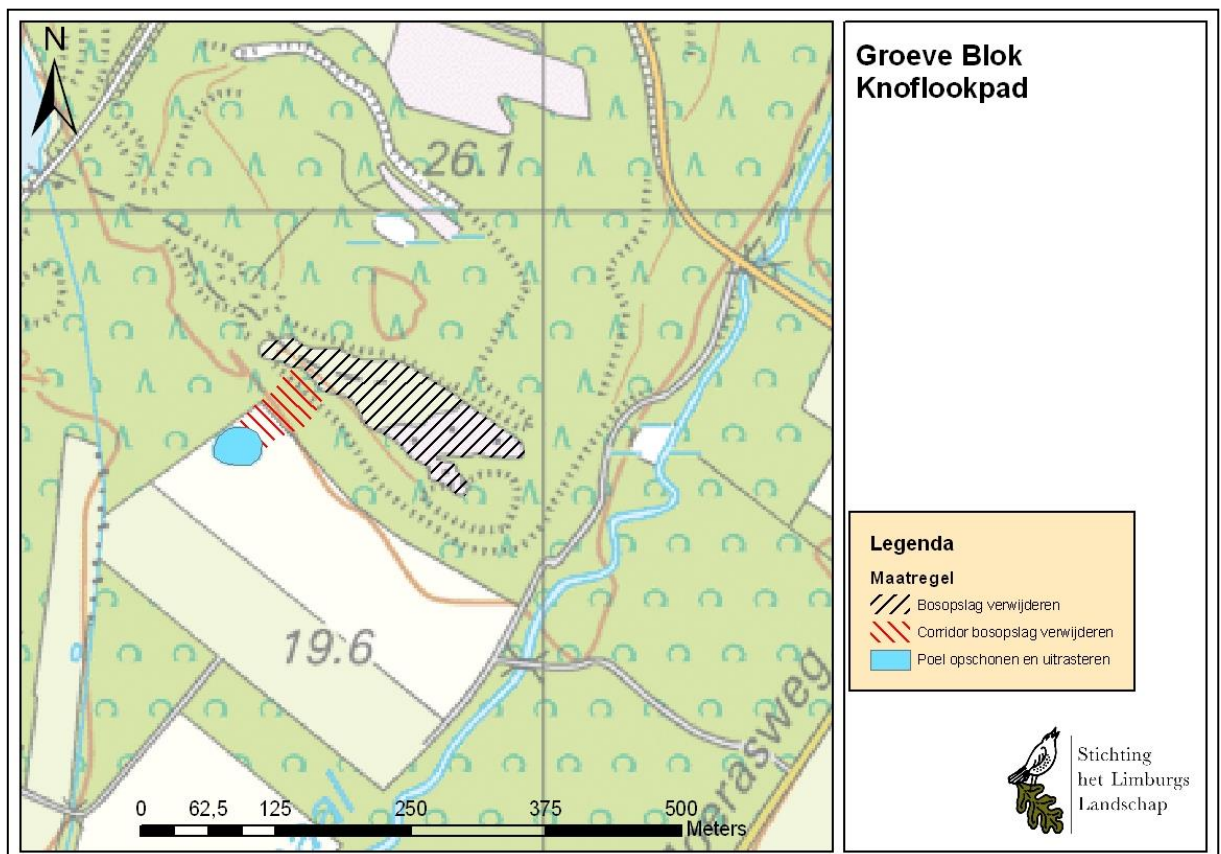 N
26.1
19.6
0 62,5 125 250 375 500
Meters
Groeve Blok
Knoflookpad
Legenda
Maatregel
Bosopslag verwijderen
Corridor bosopslag verwijderen
Poel opschonen en uitrasteren
Stichting
het Limburgs
Landschap